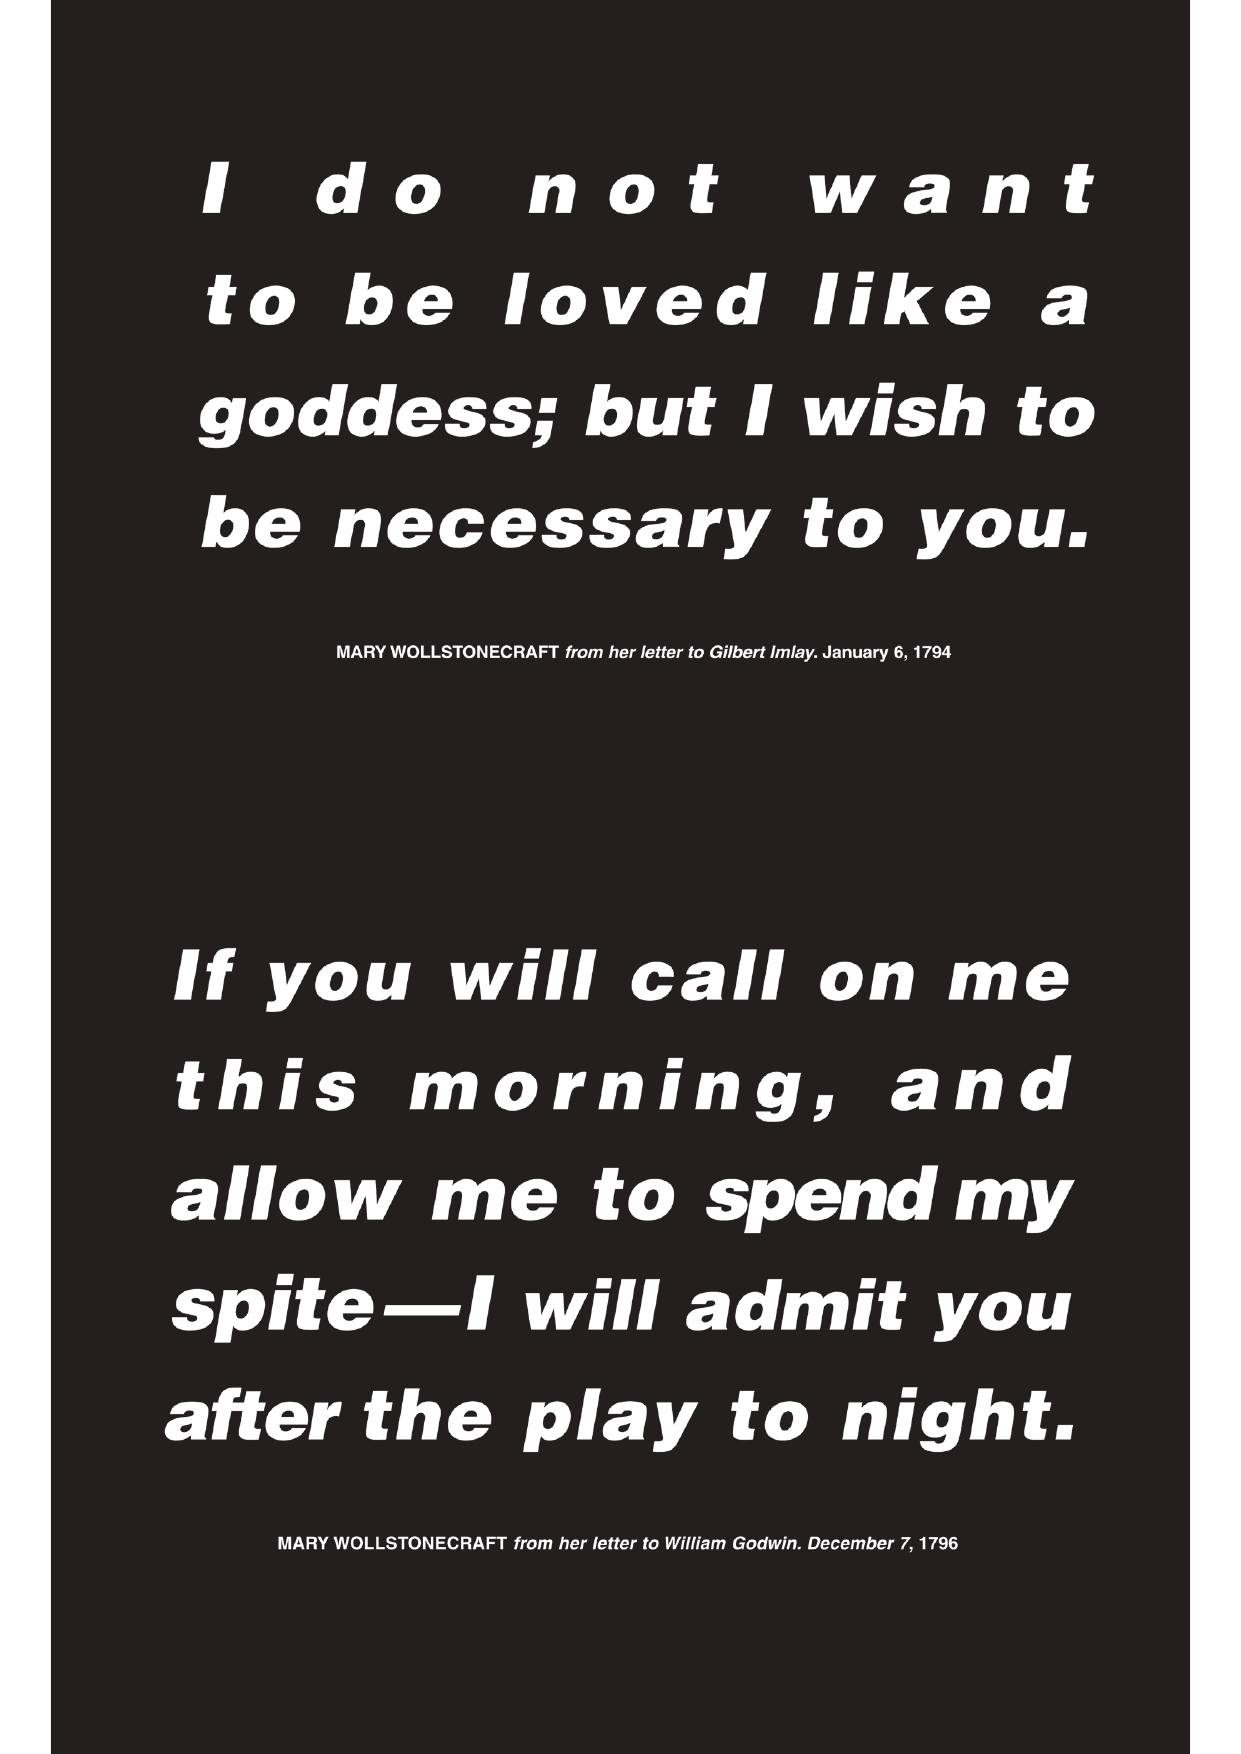 I do not want
to be loved like a
goddess; but I wish to
be necessary to you.
MARY WOLLSTONECRAFT from her letter to Gilbert Imlay. January 6, 1794
If you will call on me
this morning, and
allow me to spend my
spite—I will admit you
after the play to night.
MARY WOLLSTONECRAFT from her letter to William Godwin. December 7, 1796